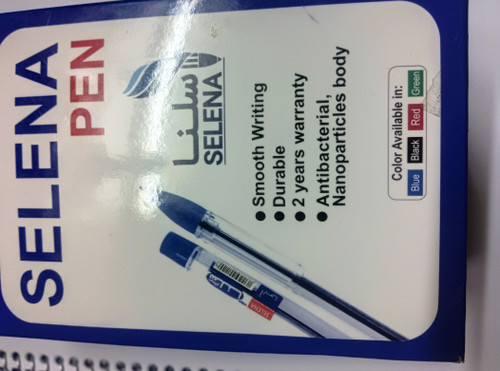 SELENA
PEN
سلنا
SELENA
Smooth Writing
Durable
2 years warranty
Antibacterial,
Nanoparticles body
Color Available in:
Blue Black Red Green
SELENA